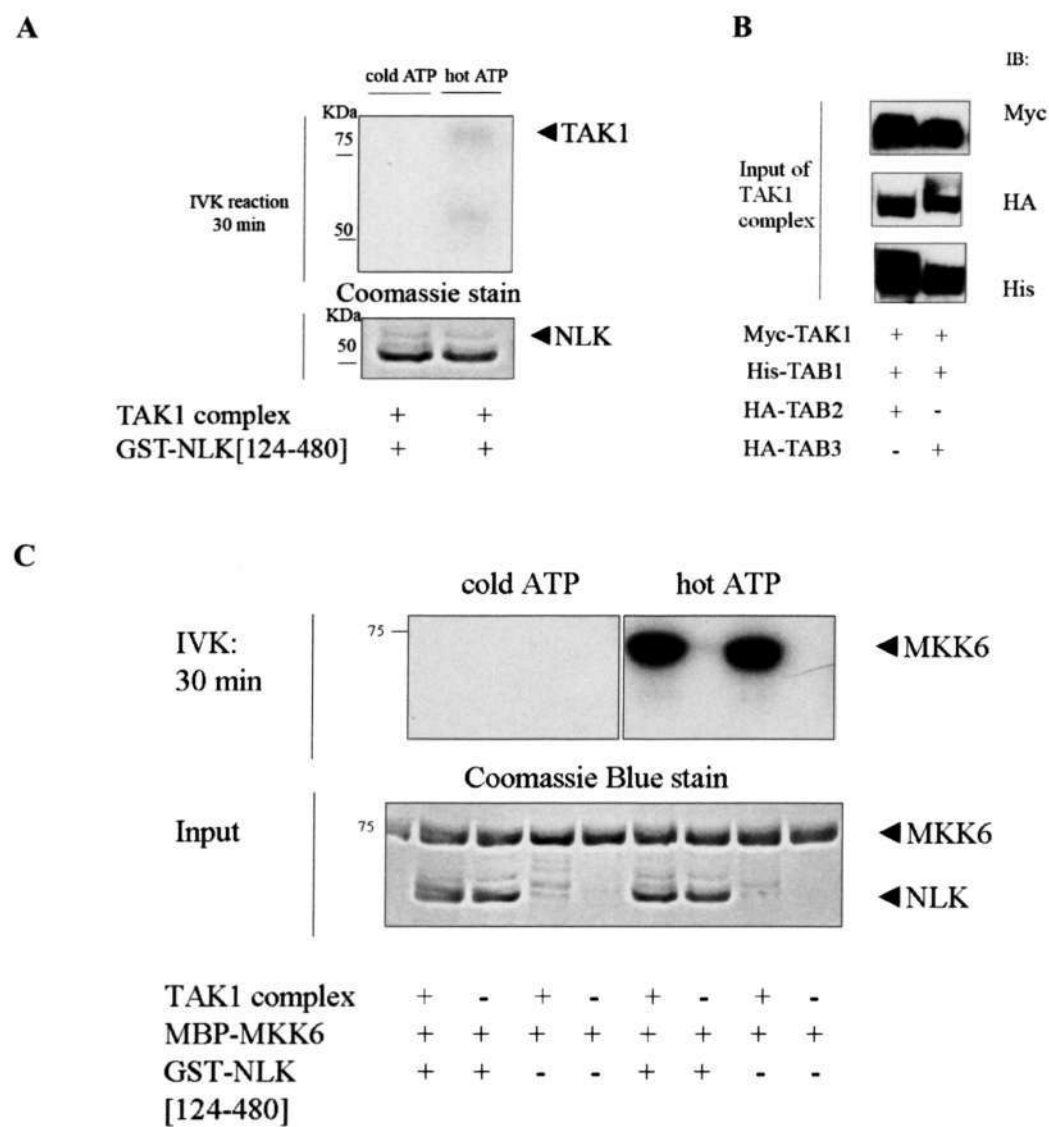 A
cold ATP hot ATP
KDa
75
◄TAK1
IVK reaction
30 min
50
Coomassie stain
KDa
◄NLK
50
TAK1 complex + +
GST-NLK[124-480] + +
B
IB:
Myc
Input of
TAK1
complex
HA
His
Myc-TAK1 + +
His-TAB1 + +
HA-TAB2 + -
HA-TAB3 - +
C
cold ATP hot ATP
IVK:
30 min
75
◄MKK6
Coomassie Blue stain
Input
75
◄MKK6
◄NLK
TAK1 complex + - + - + - + -
MBP-MKK6 + + + + + + + +
GST-NLK + + - - + + - -
[124-480]